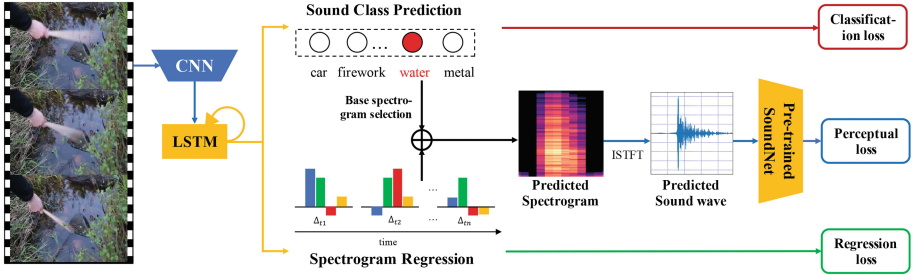 Sound Class Prediction
Classificat-
ion loss
CNN
...
car firework water metal
Base spectro-
gram selection
LSTM
Pre-trained
SoundNet
ISTFT
Perceptual
loss
Predicted
Spectrogram
Predicted
Sound wave
...
Δt1 Δt2 ... Δtn
time
Spectrogram Regression
Regression
loss